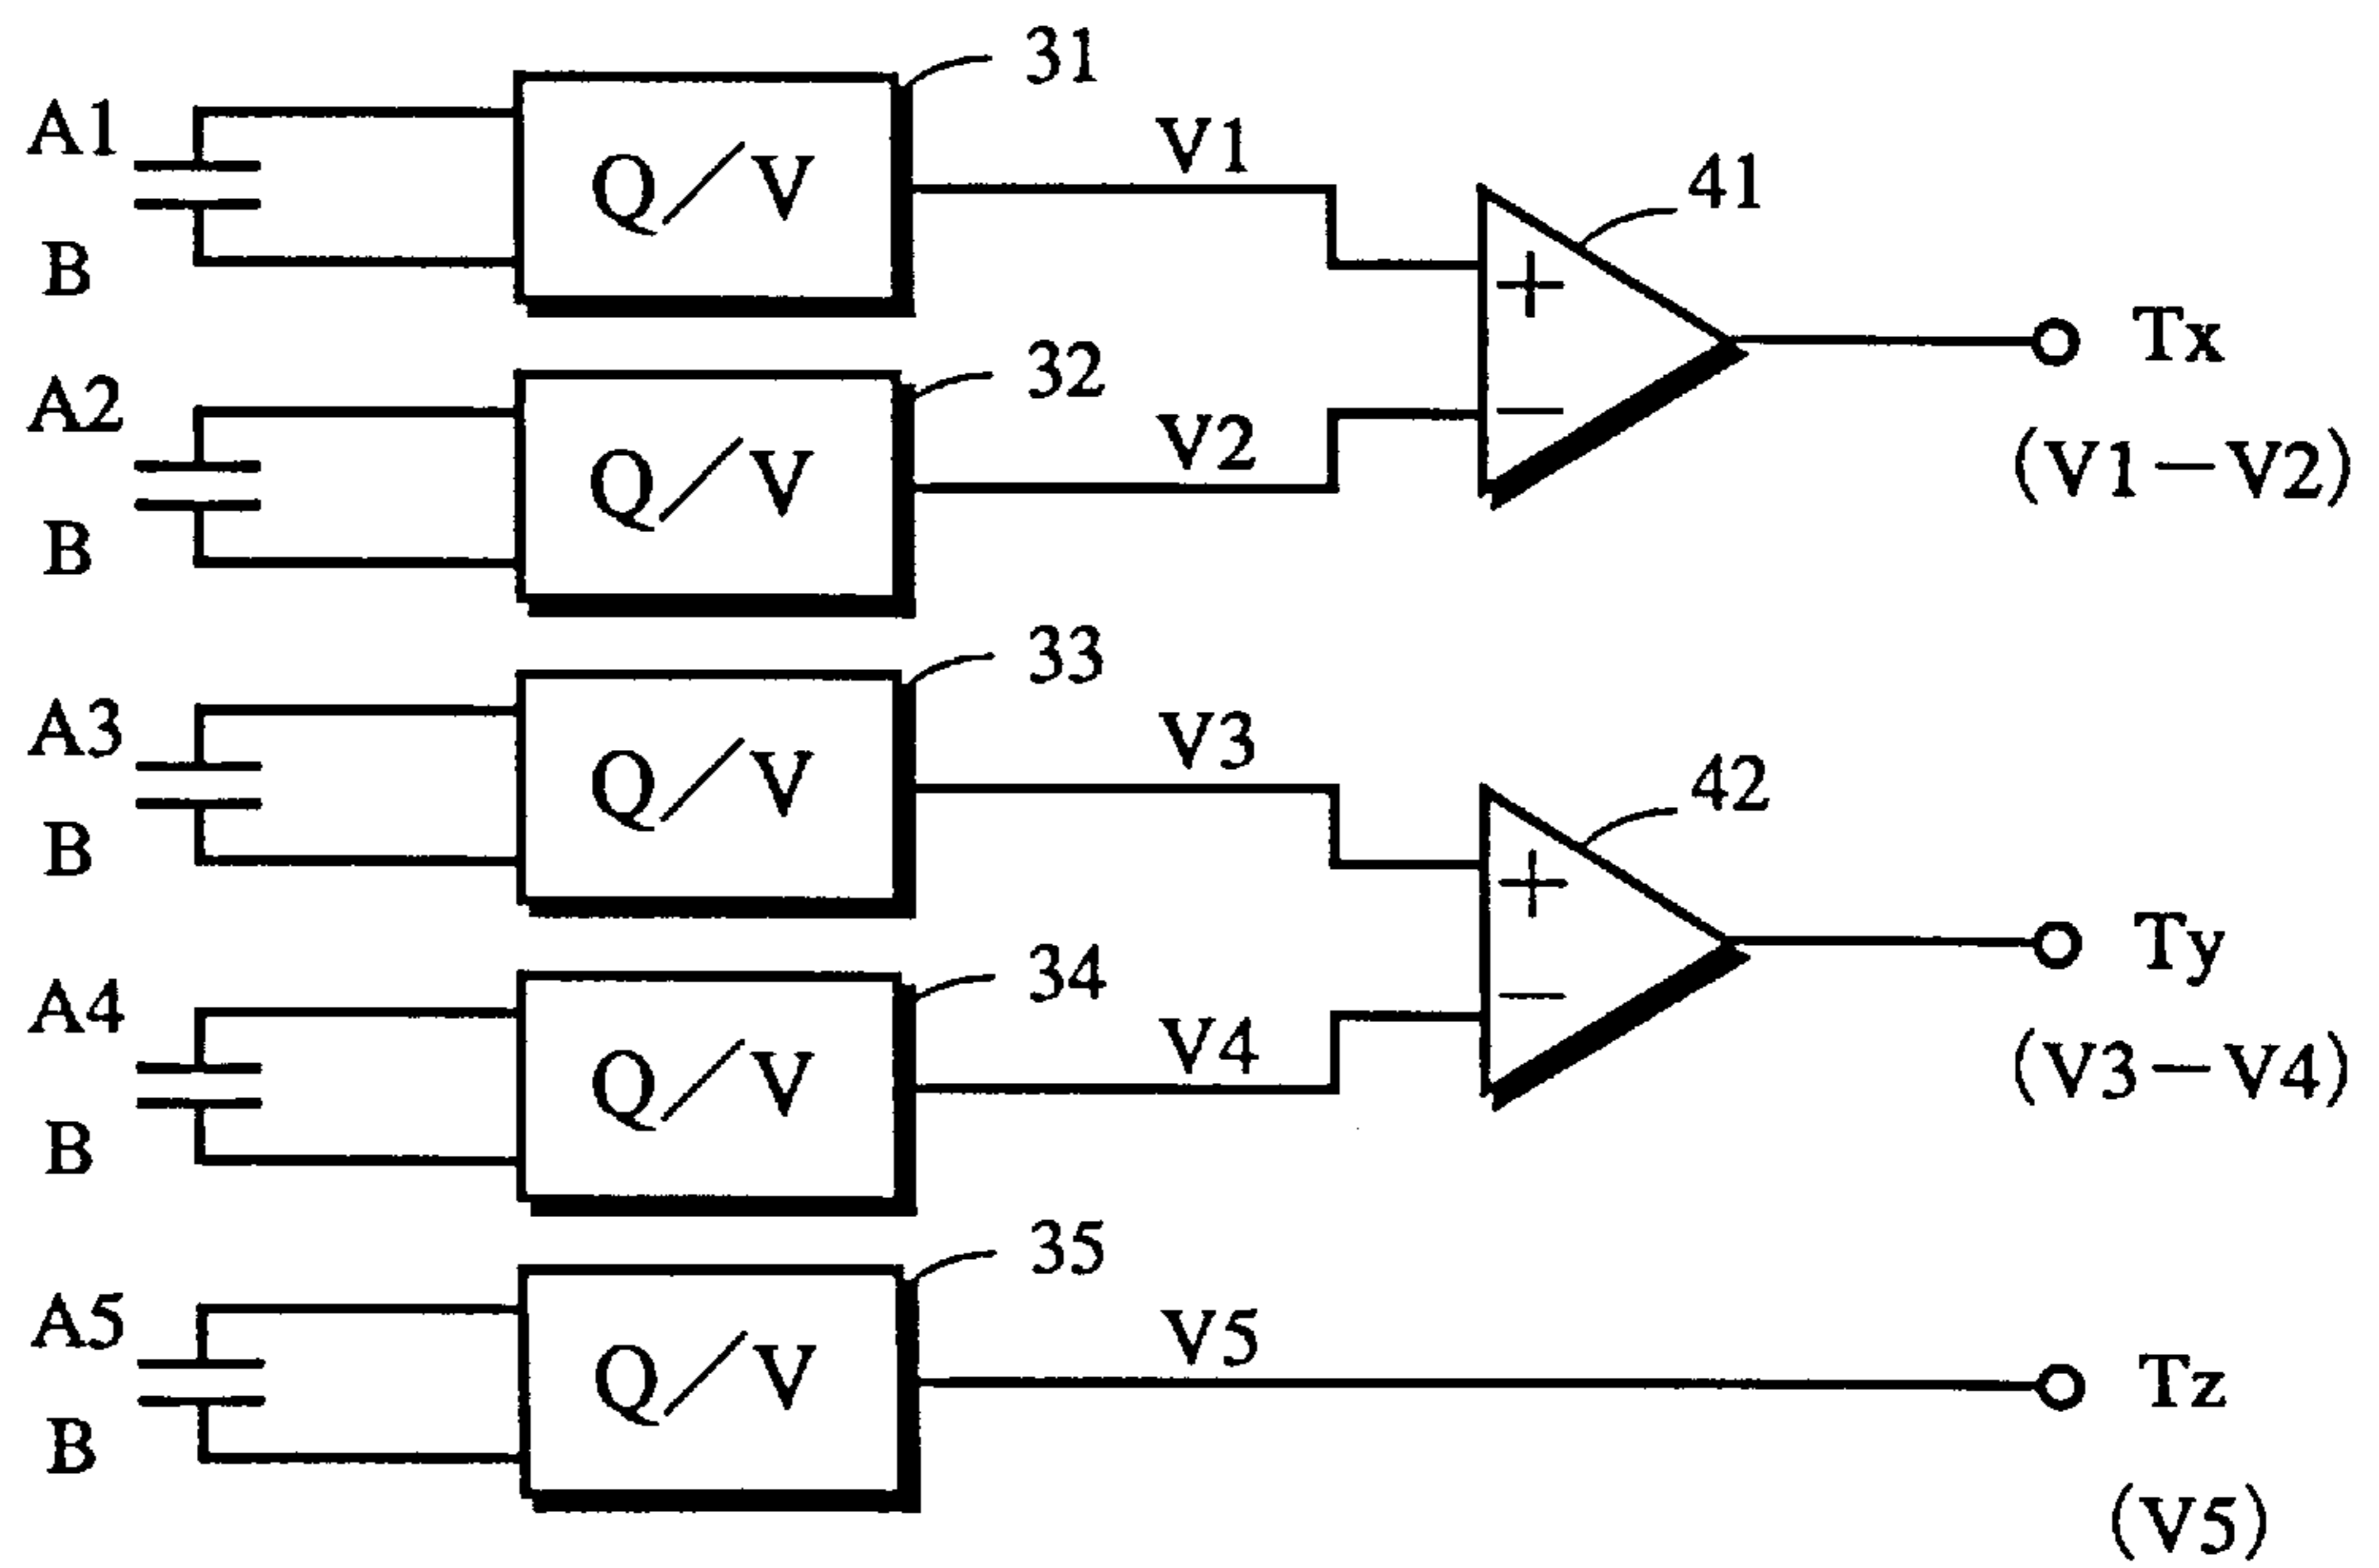 31
A1
Q/V
V1
B
41
+
−
Tx
(V1−V2)
32
A2
Q/V
V2
B
33
A3
Q/V
V3
B
42
+
−
Ty
(V3−V4)
34
A4
Q/V
V4
B
35
A5
Q/V
V5
B
Tz
(V5)